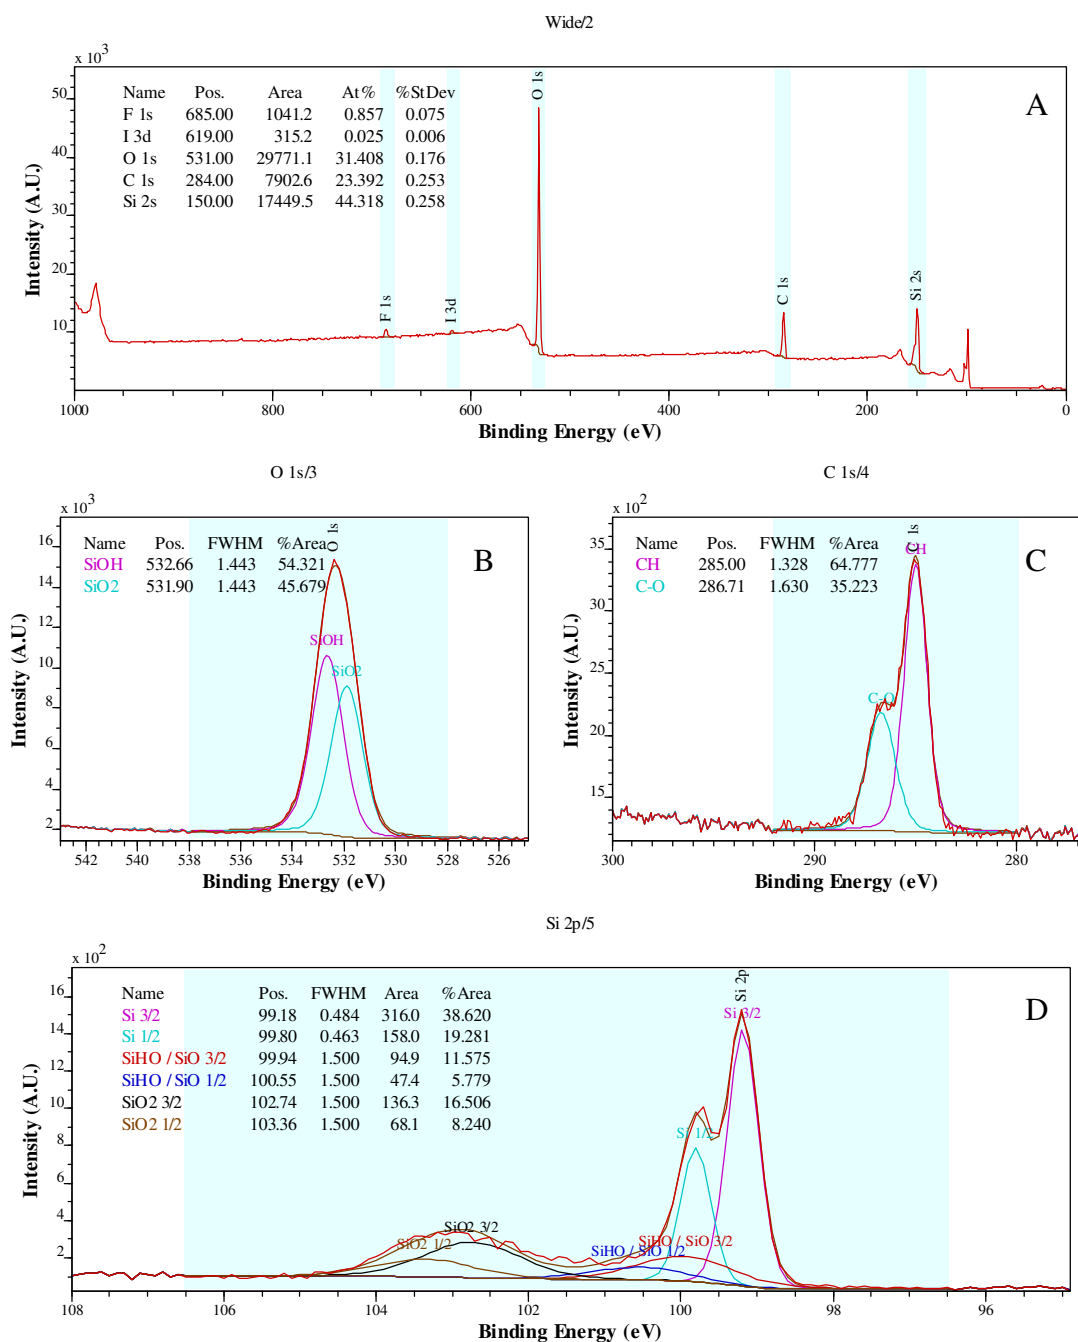 Wide/2
x 10³
A
Name Pos. Area At% %StDev
F 1s 685.00 1041.2 0.857 0.075
I 3d 619.00 315.2 0.025 0.006
O 1s 531.00 29771.1 31.408 0.176
C 1s 284.00 7902.6 23.392 0.253
Si 2s 150.00 17449.5 44.318 0.258
50
40
30
20
10
Intensity (A.U.)
F 1s
I 3d
O 1s
C 1s
Si 2s
1000 800 600 400 200 0
Binding Energy (eV)
O 1s/3
x 10³
B
Name Pos. FWHM %Area
SiOH 532.66 1.443 54.321
SiO2 531.90 1.443 45.679
O 1s
SiOH
SiO2
16
14
12
10
8
6
4
2
Intensity (A.U.)
542 540 538 536 534 532 530 528 526
Binding Energy (eV)
C 1s/4
x 10²
C
Name Pos. FWHM %Area
CH 285.00 1.328 64.777
C-O 286.71 1.630 35.223
C 1s
CH
C-O
35
30
25
20
15
Intensity (A.U.)
300 290 280
Binding Energy (eV)
Si 2p/5
x 10²
D
Name Pos. FWHM Area %Area
Si 3/2 99.18 0.484 316.0 38.620
Si 1/2 99.80 0.463 158.0 19.281
SiHO / SiO 3/2 99.94 1.500 94.9 11.575
SiHO / SiO 1/2 100.55 1.500 47.4 5.779
SiO2 3/2 102.74 1.500 136.3 16.506
SiO2 1/2 103.36 1.500 68.1 8.240
Si 2p
Si 3/2
Si 1/2
SiO2 3/2
SiO2 1/2
SiHO / SiO 3/2
SiHO / SiO 1/2
16
14
12
10
8
6
4
2
Intensity (A.U.)
108 106 104 102 100 98 96
Binding Energy (eV)